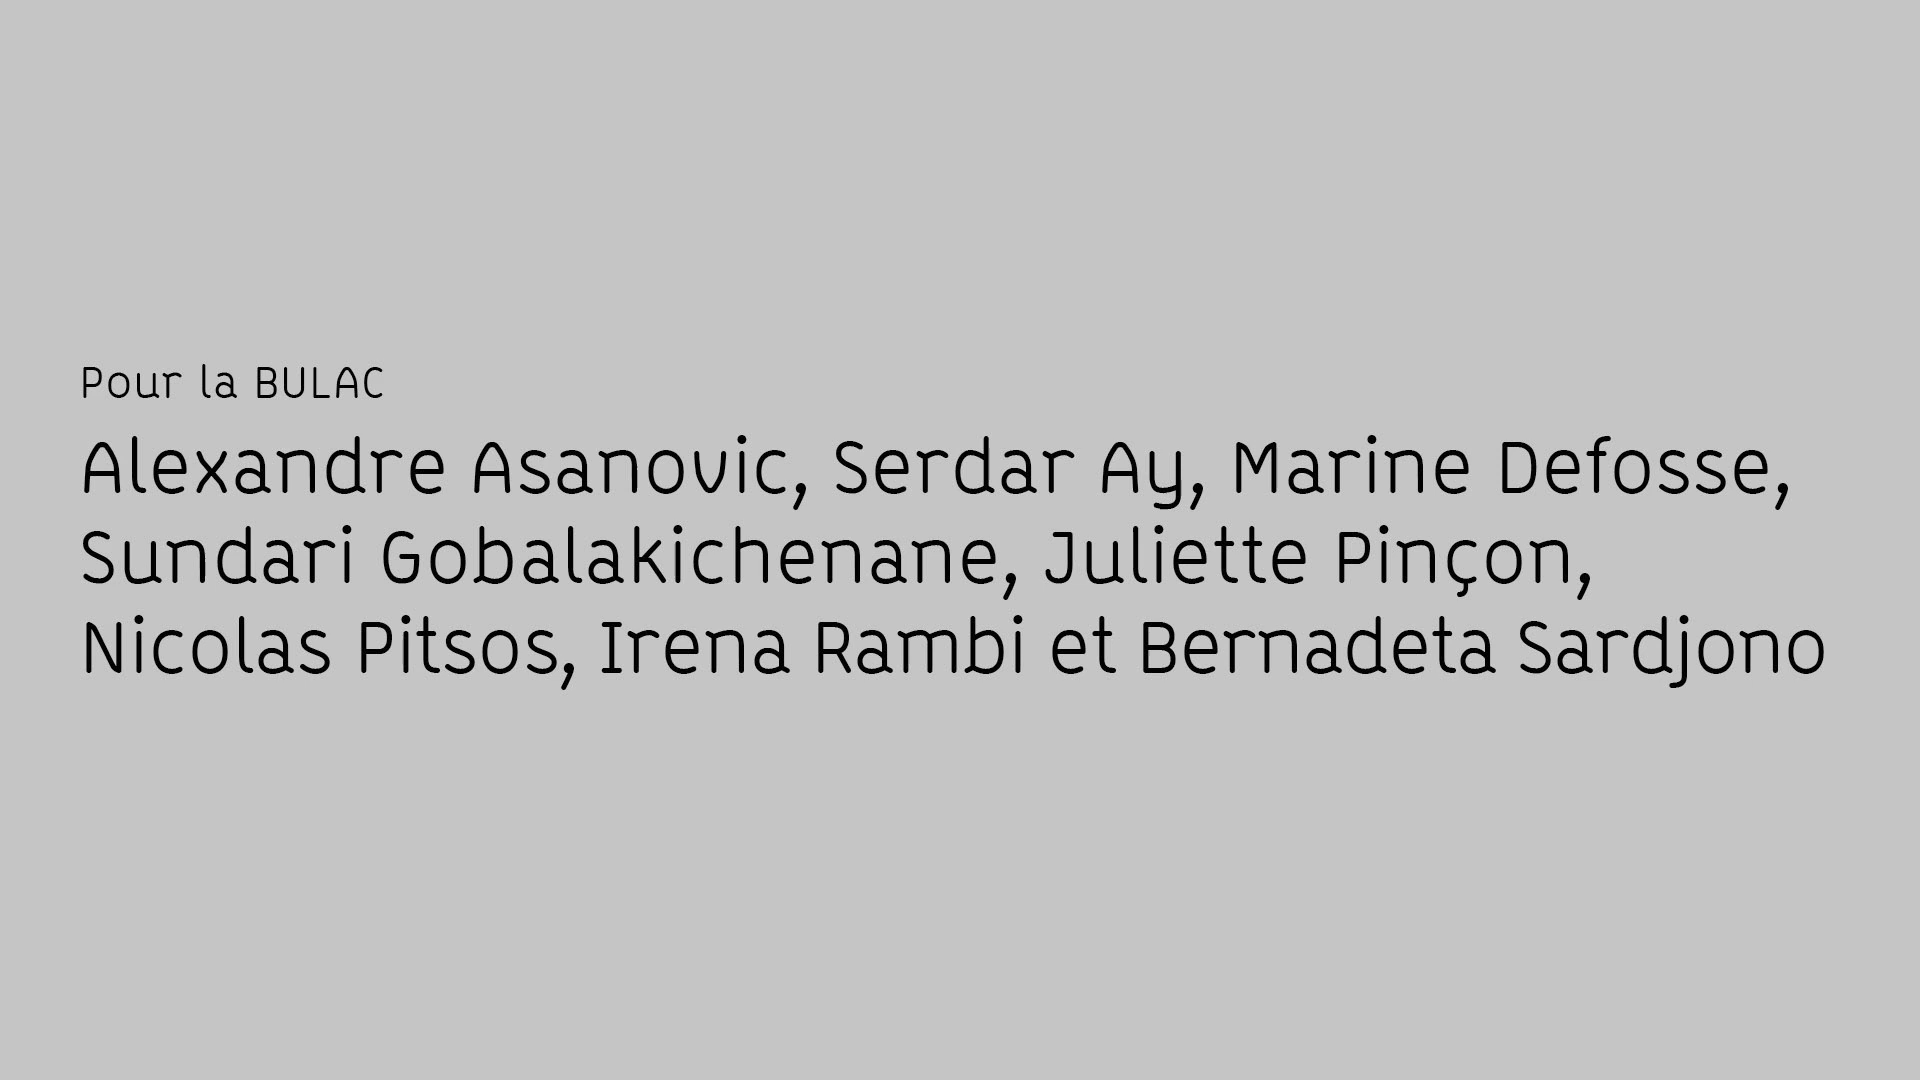 Pour la BULAC
Alexandre Asanovic, Serdar Ay, Marine Defosse,
Sundari Gobalakichenane, Juliette Pinçon,
Nicolas Pitsos, Irena Rambi et Bernadeta Sardjono